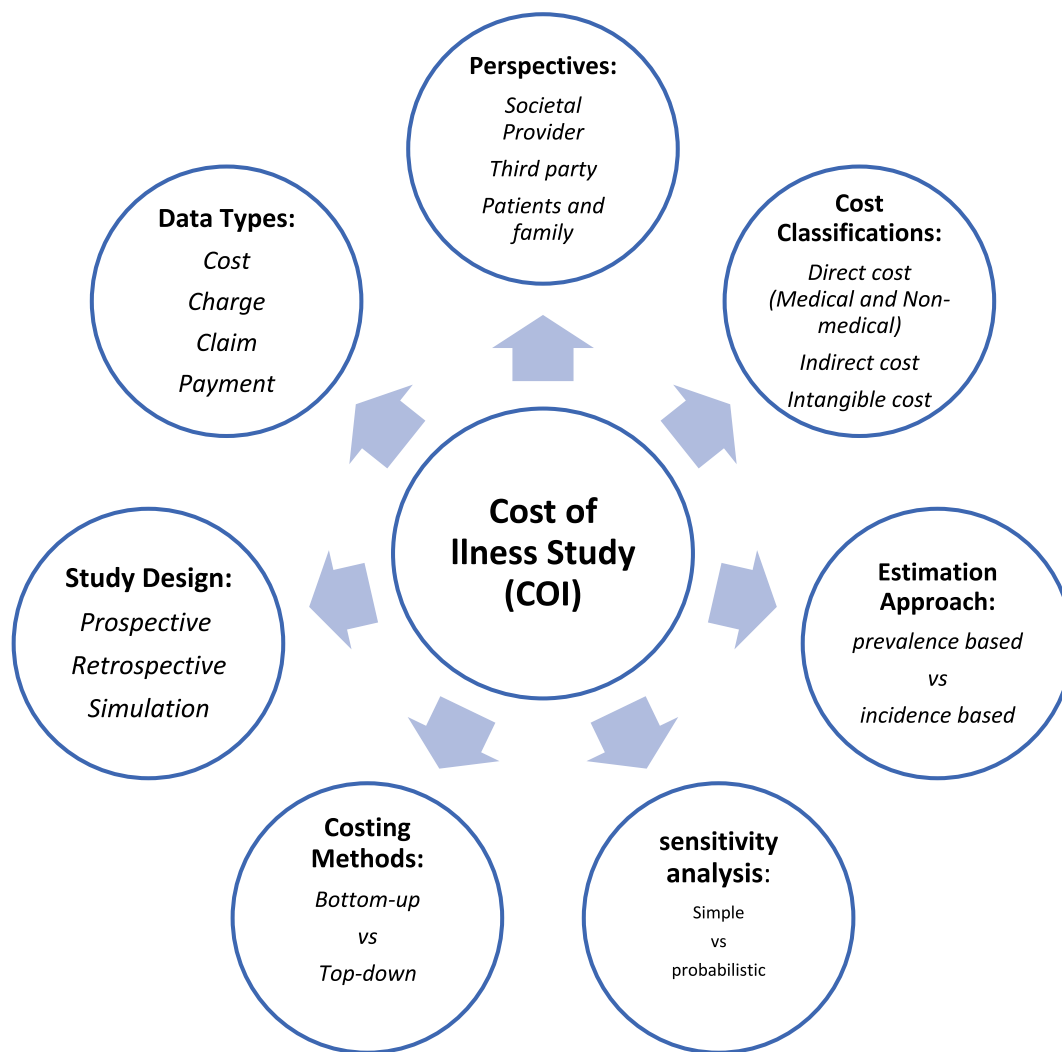 Perspectives:
Societal
Provider
Third party
Patients and
family
Cost
Classifications:
Direct cost
(Medical and Non-
medical)
Indirect cost
Intangible cost
Estimation
Approach:
prevalence based
vs
incidence based
sensitivity
analysis:
Simple
vs
probabilistic
Costing
Methods:
Bottom-up
vs
Top-down
Study Design:
Prospective
Retrospective
Simulation
Data Types:
Cost
Charge
Claim
Payment
Cost of
llness Study
(COI)